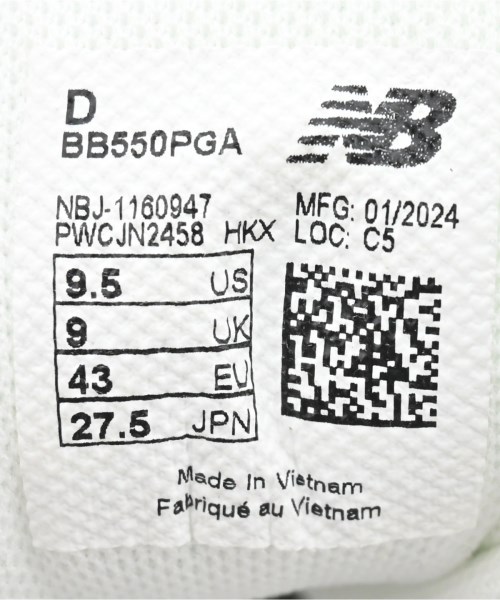 D
BB550PGA
NB
NBJ-1160947
PWCJN2458 HKX
MFG: 01/2024
LOC: C5
9.5 US
9 UK
43 EU
27.5 JPN
Made In Vietnam
Fabriqué au Vietnam